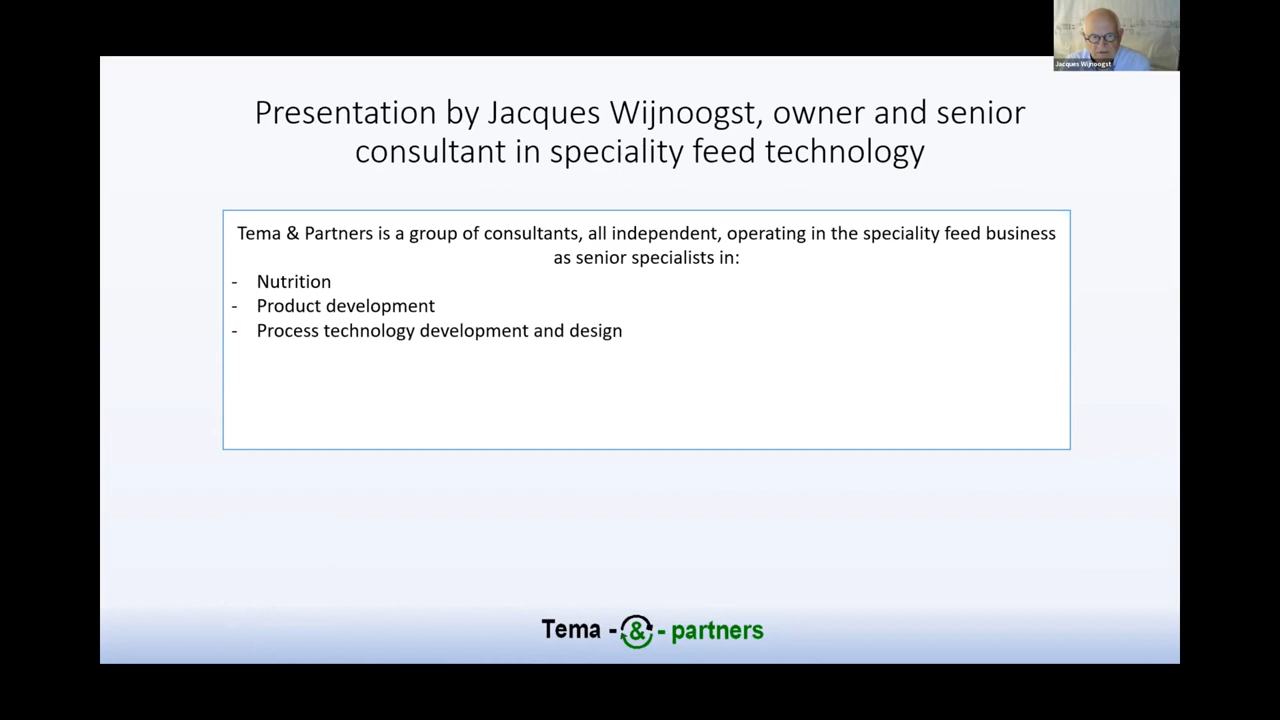 Jacques Wijnoogst
Presentation by Jacques Wijnoogst, owner and senior
consultant in speciality feed technology
Tema & Partners is a group of consultants, all independent, operating in the speciality feed business
as senior specialists in:
- Nutrition
- Product development
- Process technology development and design
Tema -&- partners